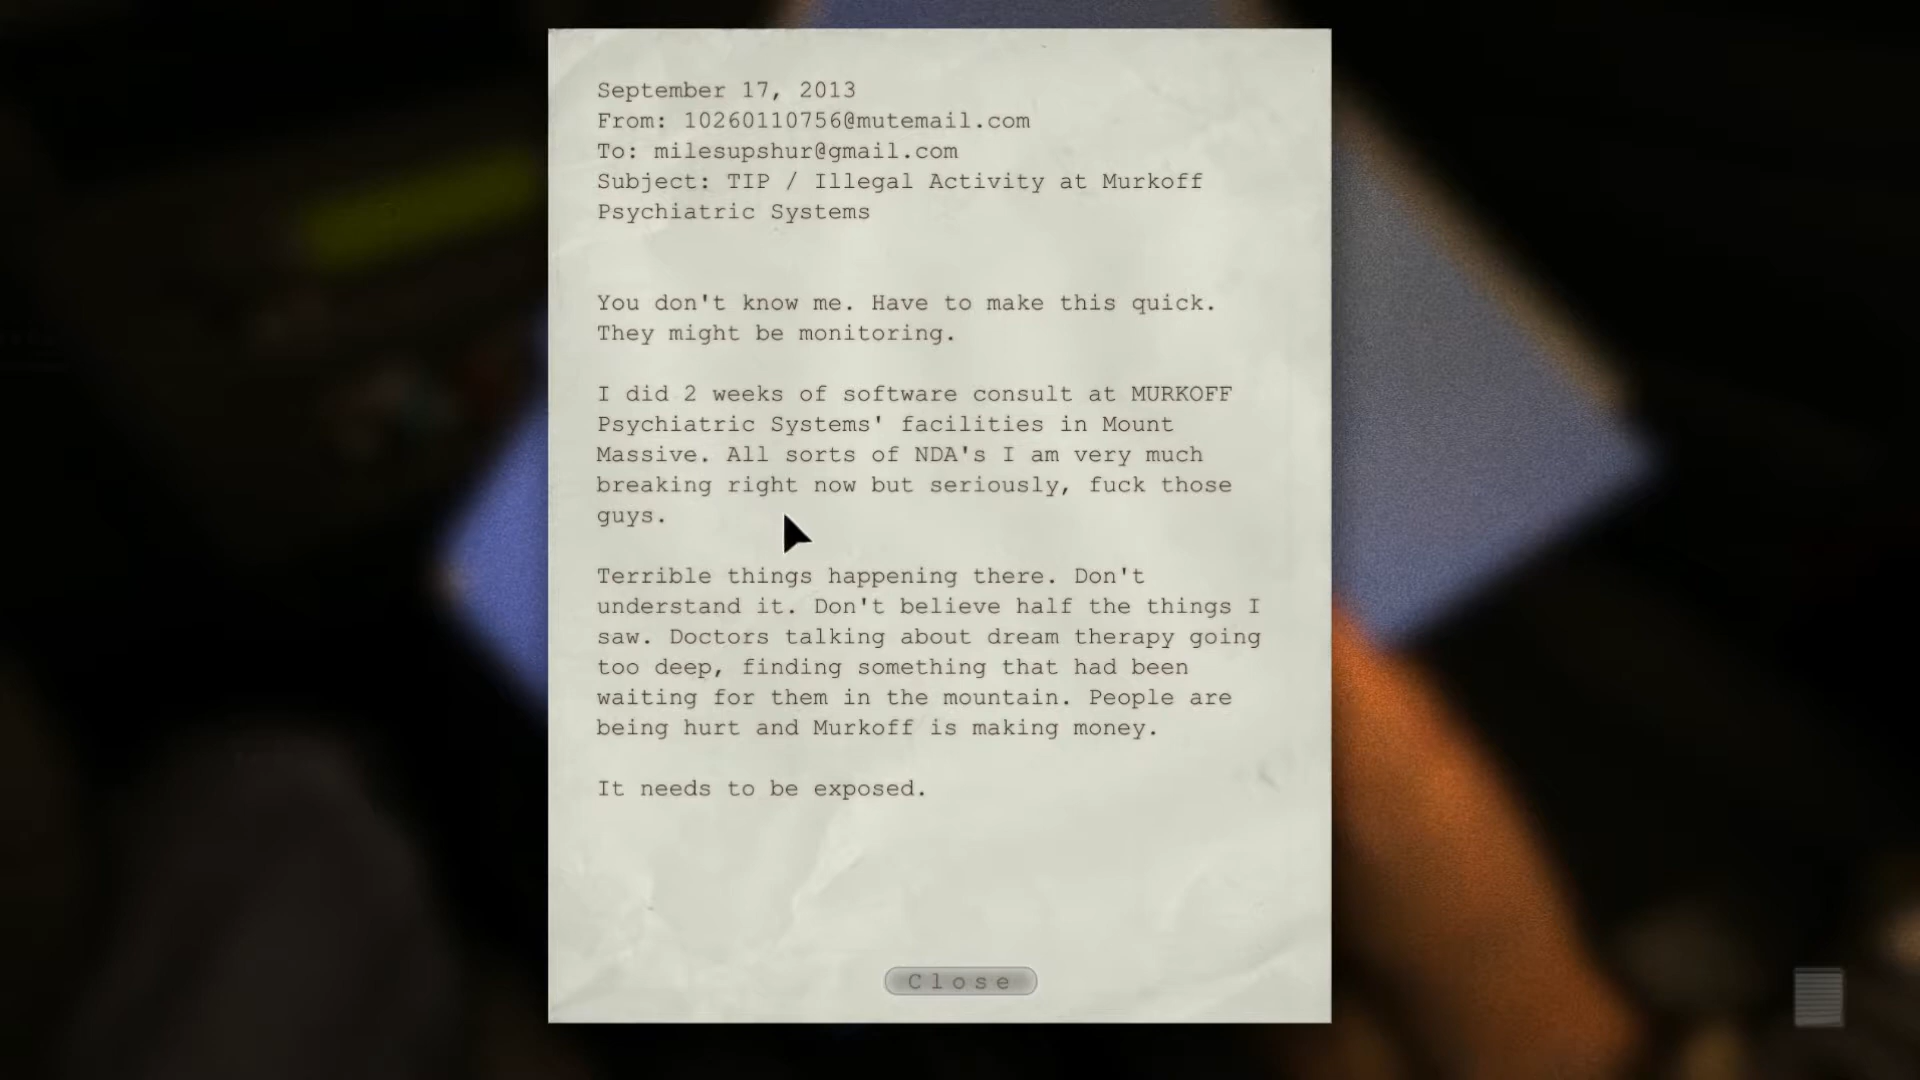 September 17, 2013
From: 10260110756@mutemail.com
To: milesupshur@gmail.com
Subject: TIP / Illegal Activity at Murkoff
Psychiatric Systems
You don't know me. Have to make this quick.
They might be monitoring.
I did 2 weeks of software consult at MURKOFF
Psychiatric Systems' facilities in Mount
Massive. All sorts of NDA's I am very much
breaking right now but seriously, fuck those
guys.
Terrible things happening there. Don't
understand it. Don't believe half the things I
saw. Doctors talking about dream therapy going
too deep, finding something that had been
waiting for them in the mountain. People are
being hurt and Murkoff is making money.
It needs to be exposed.
Close